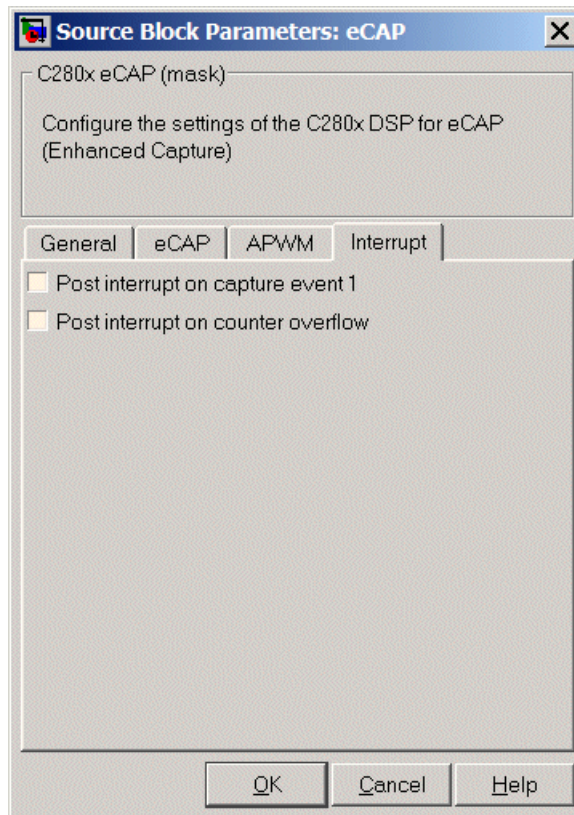 Source Block Parameters: eCAP
C280x eCAP (mask)
Configure the settings of the C280x DSP for eCAP
(Enhanced Capture)
General eCAP APWM Interrupt
Post interrupt on capture event 1
Post interrupt on counter overflow
OK Cancel Help